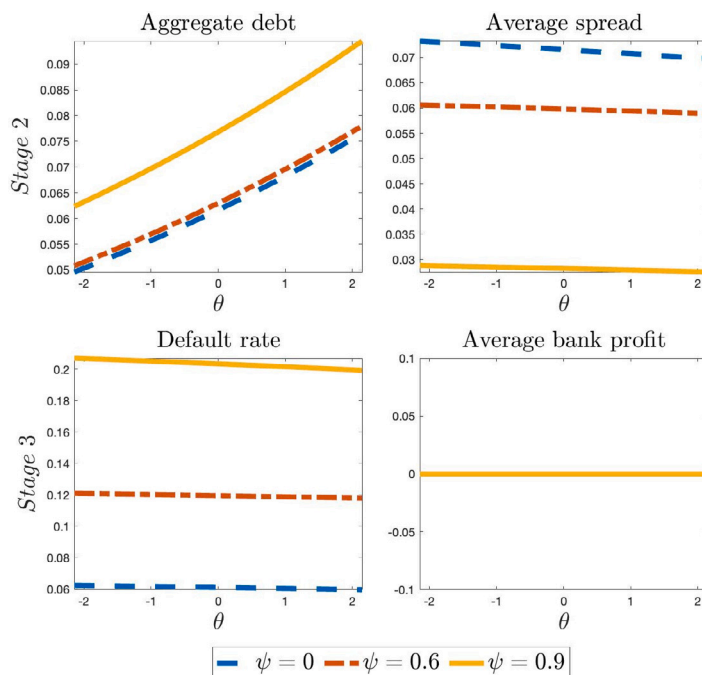 Aggregate debt
0.09
0.085
0.08
0.075
0.07
0.065
0.06
0.055
0.05
-2 -1 0 1 2
θ
Stage 2
Average spread
0.07
0.065
0.06
0.055
0.05
0.045
0.04
0.035
0.03
-2 -1 0 1 2
θ
Default rate
0.2
0.18
0.16
0.14
0.12
0.1
0.08
0.06
-2 -1 0 1 2
θ
Stage 3
Average bank profit
0.1
0.05
0
-0.05
-0.1
-2 -1 0 1 2
θ
ψ = 0 ψ = 0.6 ψ = 0.9